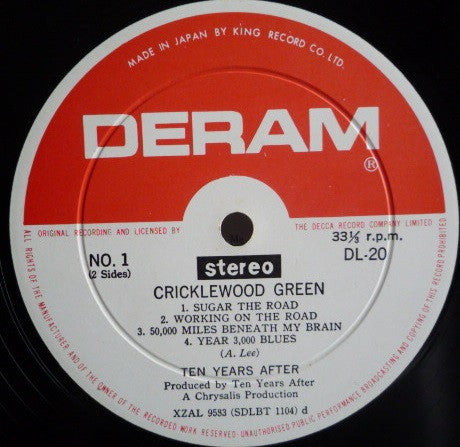 MADE IN JAPAN BY KING RECORD CO. LTD.
DERAM®
ORIGINAL RECORDING AND LICENSED BY THE DECCA RECORD COMPANY LIMITED
NO. 1
(2 Sides)
stereo
33⅓ r.p.m.
DL-20
CRICKLEWOOD GREEN
1. SUGAR THE ROAD
2. WORKING ON THE ROAD
3. 50,000 MILES BENEATH MY BRAIN
4. YEAR 3,000 BLUES
(A. Lee)
TEN YEARS AFTER
Produced by Ten Years After
A Chrysalis Production
XZAL 9583 (SDLBT 1104) d
ALL RIGHTS OF THE MANUFACTURER AND OF THE OWNER OF THE RECORDED WORK RESERVED-UNAUTHORISED PUBLIC PERFORMANCE BROADCASTING AND COPYING OF THIS RECORD PROHIBITED